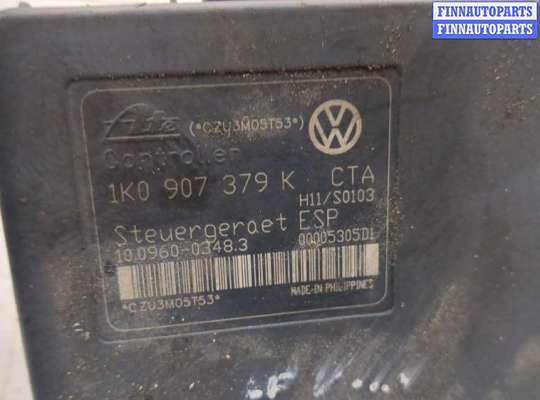 FINNAUTOPARTS
FINNAUTOPARTS
Ate (*CZU3M05T53*)
Controller
1K0 907 379 K CTA
H11/S0103
Steuergeraet ESP
10.0960-0348.3 00005305D1
*CZU3M05T53*
MADE-IN PHILIPPINES